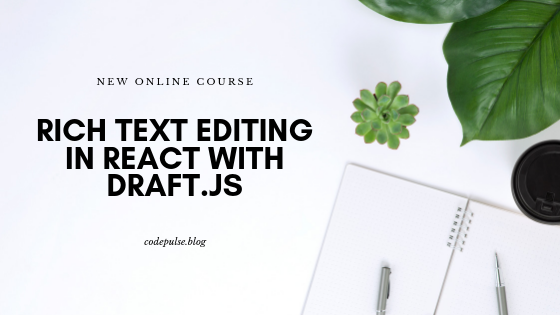 NEW ONLINE COURSE
RICH TEXT EDITING
IN REACT WITH
DRAFT.JS
codepulse.blog